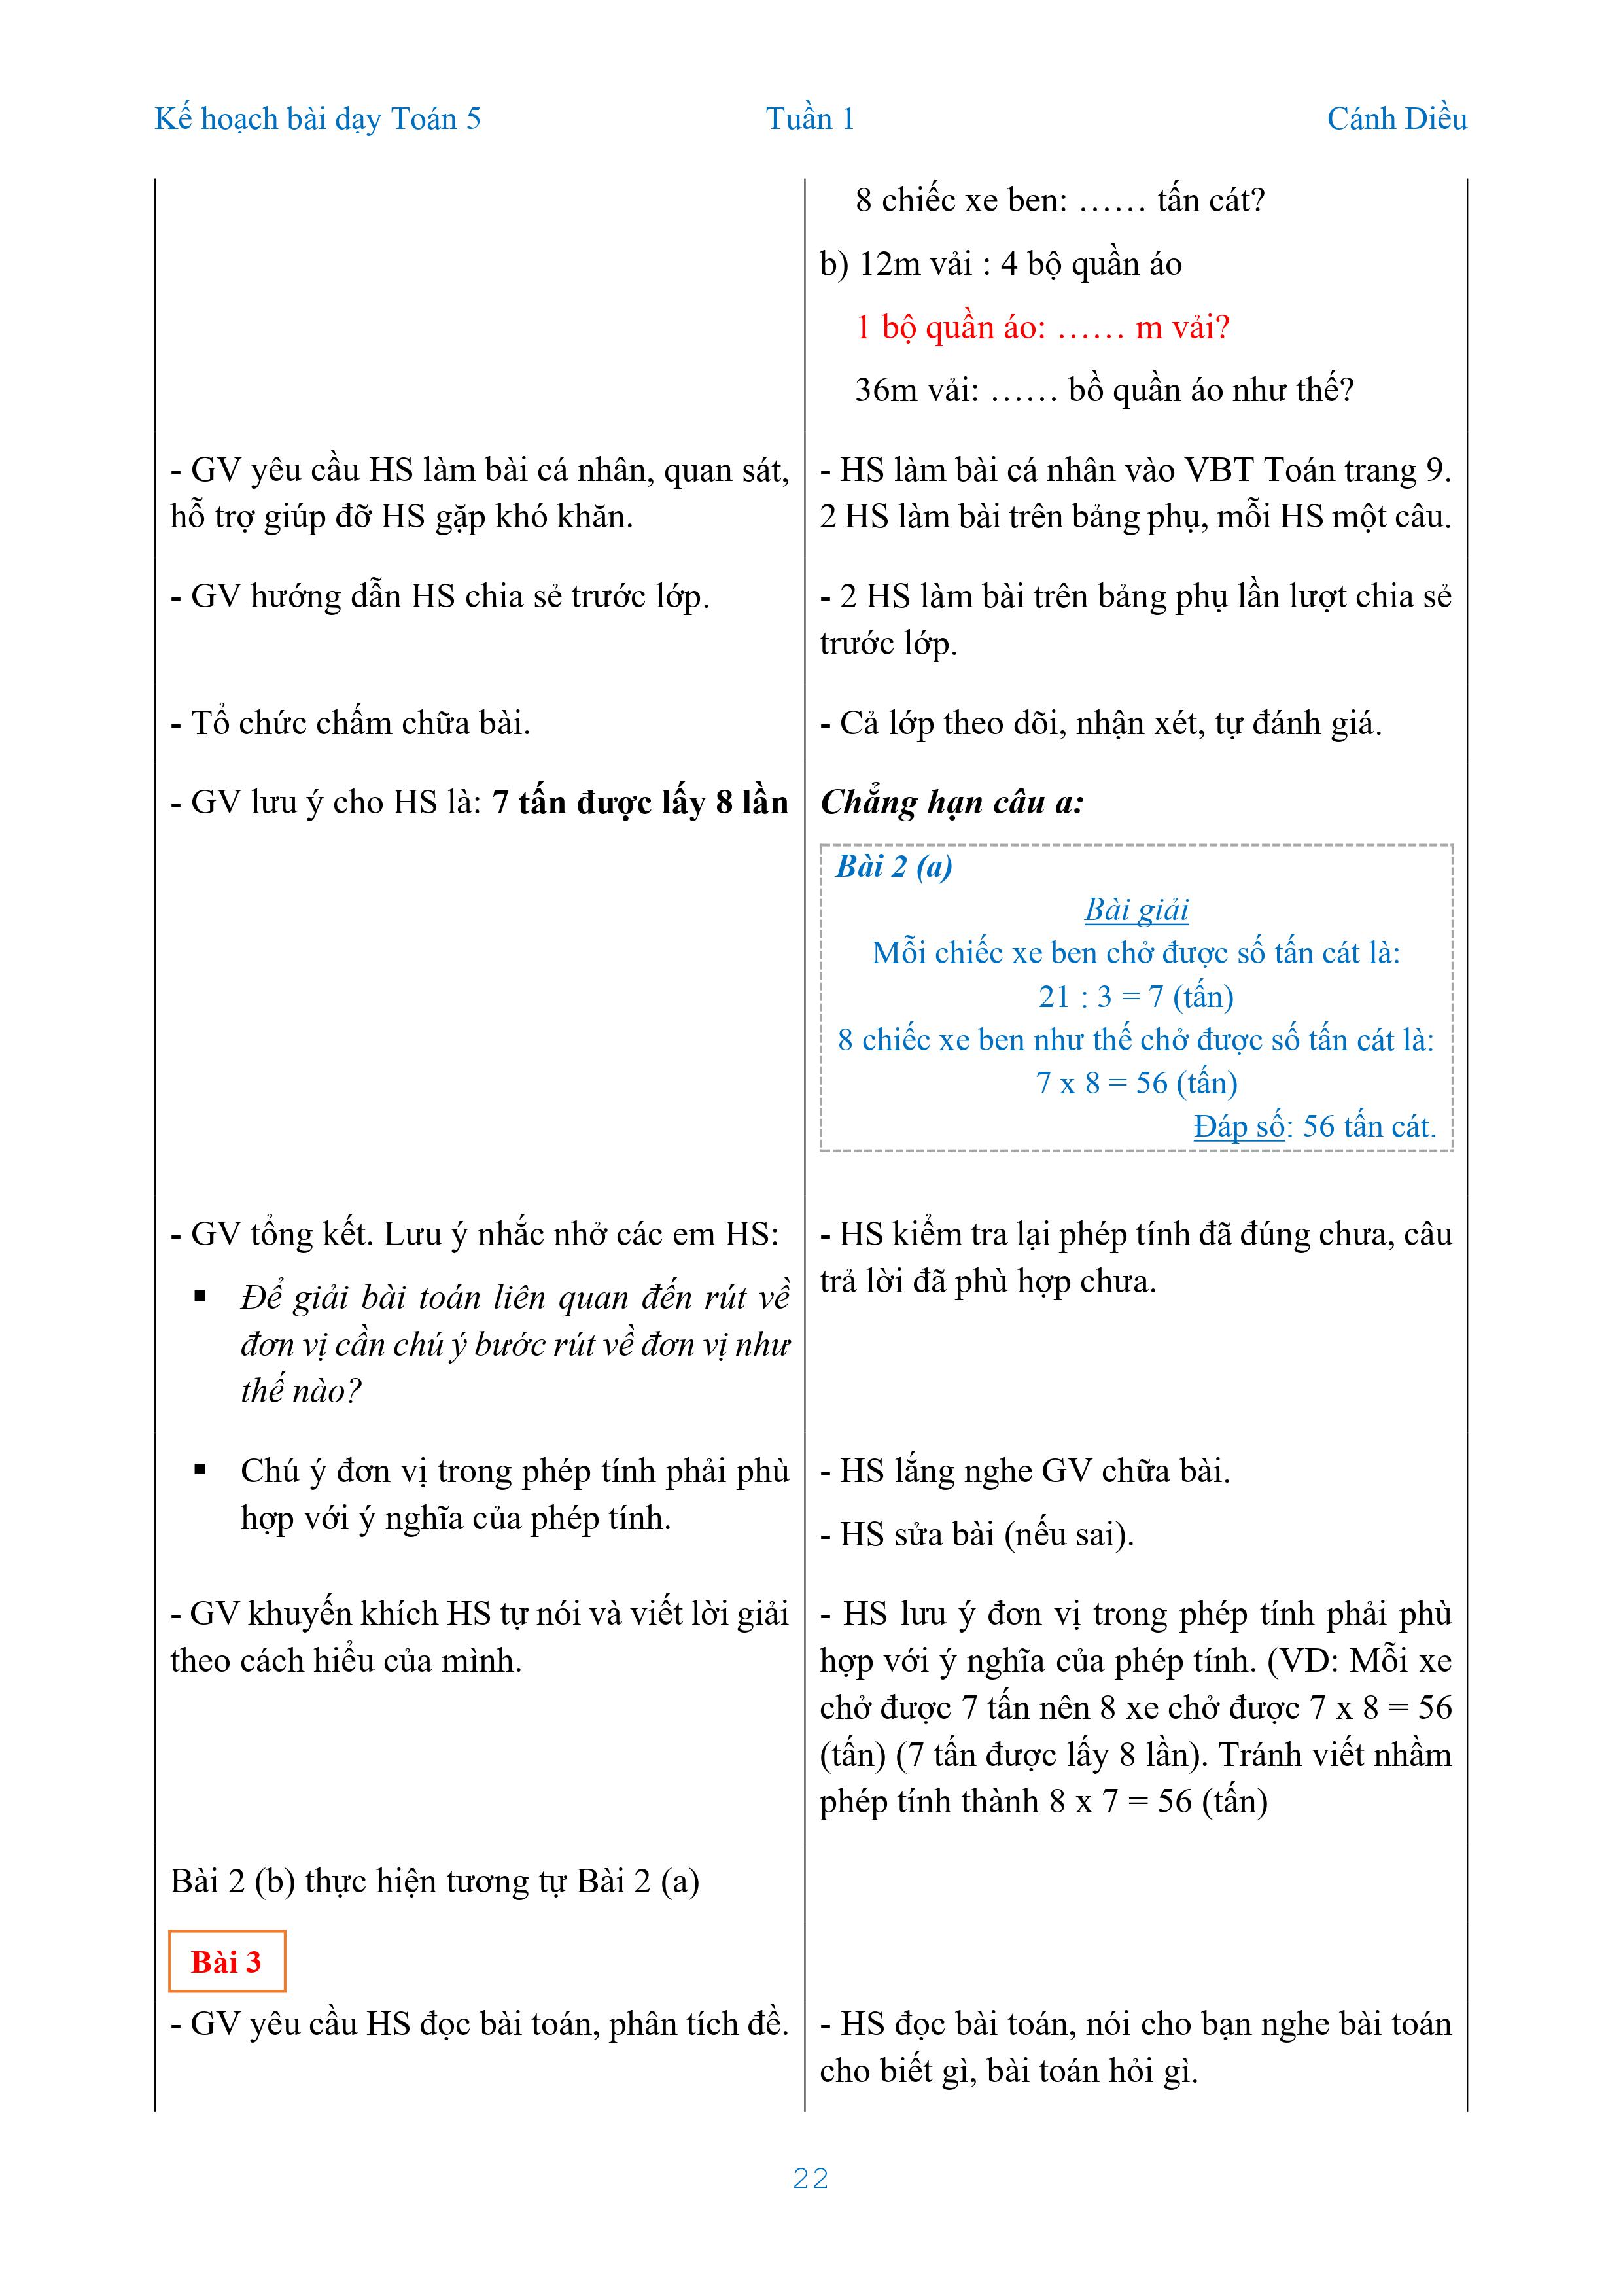 Kế hoạch bài dạy Toán 5 Tuần 1 Cánh Diều
8 chiếc xe ben: …… tấn cát?
b) 12m vải : 4 bộ quần áo
1 bộ quần áo: …… m vải?
36m vải: …… bồ quần áo như thế?
- GV yêu cầu HS làm bài cá nhân, quan sát,
hỗ trợ giúp đỡ HS gặp khó khăn.
- HS làm bài cá nhân vào VBT Toán trang 9.
2 HS làm bài trên bảng phụ, mỗi HS một câu.
- GV hướng dẫn HS chia sẻ trước lớp.
- 2 HS làm bài trên bảng phụ lần lượt chia sẻ
trước lớp.
- Tổ chức chấm chữa bài.
- Cả lớp theo dõi, nhận xét, tự đánh giá.
- GV lưu ý cho HS là: 7 tấn được lấy 8 lần
Chẳng hạn câu a:
Bài 2 (a)
Bài giải
Mỗi chiếc xe ben chở được số tấn cát là:
21 : 3 = 7 (tấn)
8 chiếc xe ben như thế chở được số tấn cát là:
7 x 8 = 56 (tấn)
Đáp số: 56 tấn cát.
- GV tổng kết. Lưu ý nhắc nhở các em HS:
▪ Để giải bài toán liên quan đến rút về
đơn vị cần chú ý bước rút về đơn vị như
thế nào?
- HS kiểm tra lại phép tính đã đúng chưa, câu
trả lời đã phù hợp chưa.
▪ Chú ý đơn vị trong phép tính phải phù
hợp với ý nghĩa của phép tính.
- HS lắng nghe GV chữa bài.
- HS sửa bài (nếu sai).
- GV khuyến khích HS tự nói và viết lời giải
theo cách hiểu của mình.
- HS lưu ý đơn vị trong phép tính phải phù
hợp với ý nghĩa của phép tính. (VD: Mỗi xe
chở được 7 tấn nên 8 xe chở được 7 x 8 = 56
(tấn) (7 tấn được lấy 8 lần). Tránh viết nhầm
phép tính thành 8 x 7 = 56 (tấn)
Bài 2 (b) thực hiện tương tự Bài 2 (a)
Bài 3
- GV yêu cầu HS đọc bài toán, phân tích đề.
- HS đọc bài toán, nói cho bạn nghe bài toán
cho biết gì, bài toán hỏi gì.
22